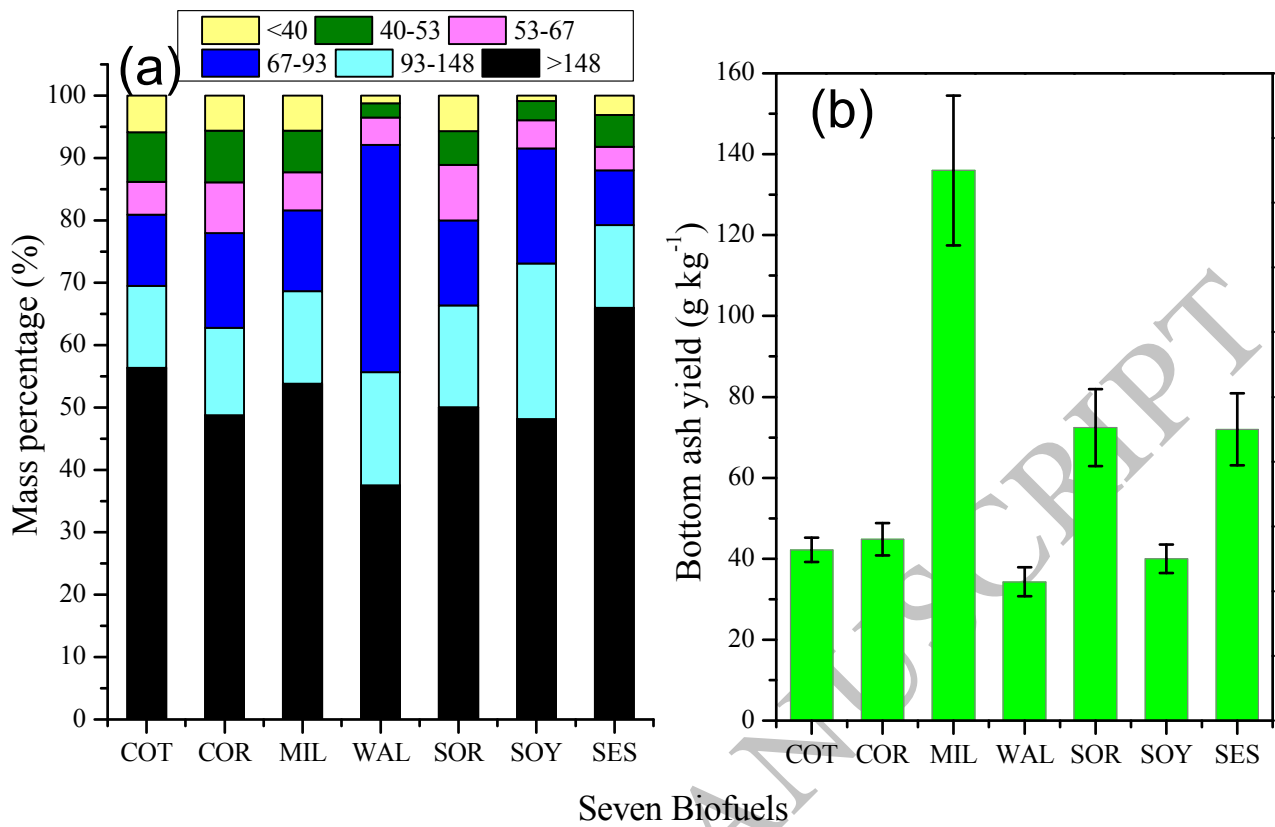 <40 40-53 53-67
67-93 93-148 >148
(a)
Mass percentage (%)
100
90
80
70
60
50
40
30
20
10
0
COT COR MIL WAL SOR SOY SES
(b)
Bottom ash yield (g kg⁻¹)
160
140
120
100
80
60
40
20
0
COT COR MIL WAL SOR SOY SES
Seven Biofuels
ANUSCRIPT